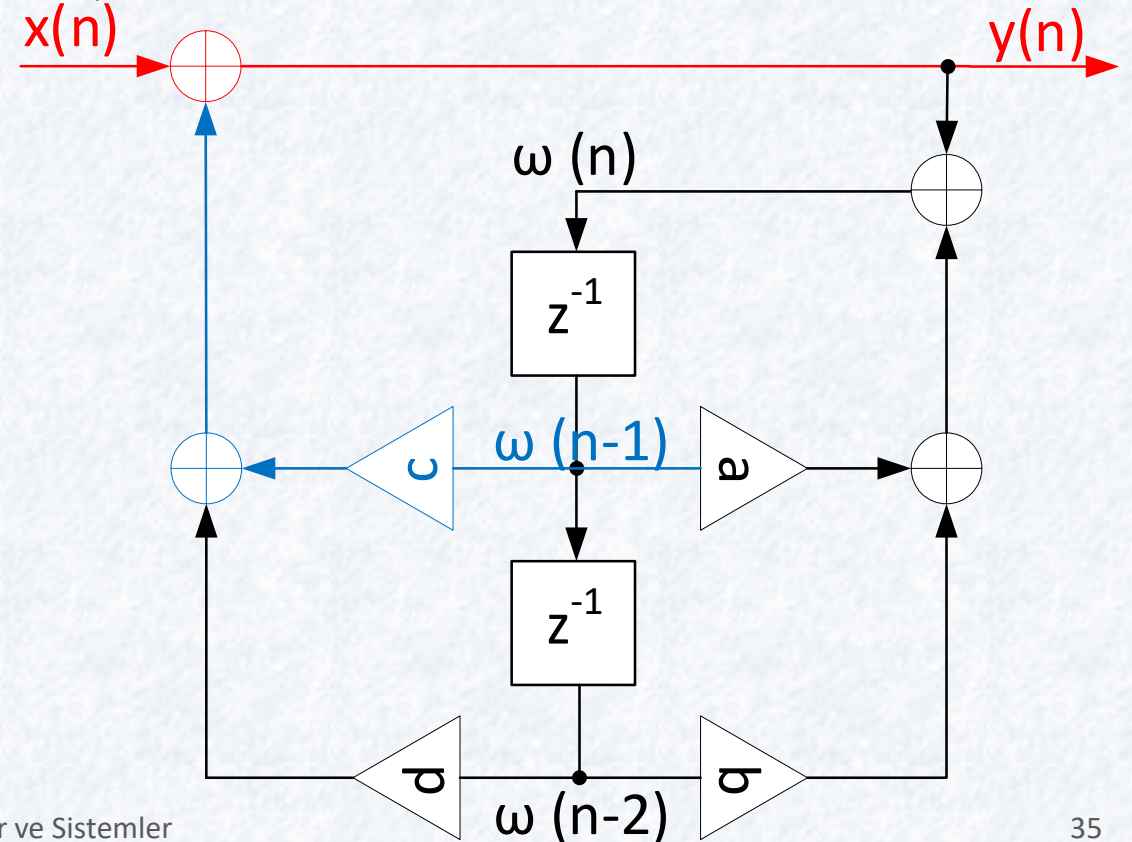 x(n)
y(n)
ω (n)
z-1
c
ω (n-1)
a
z-1
d
b
ω (n-2)
r ve Sistemler
35